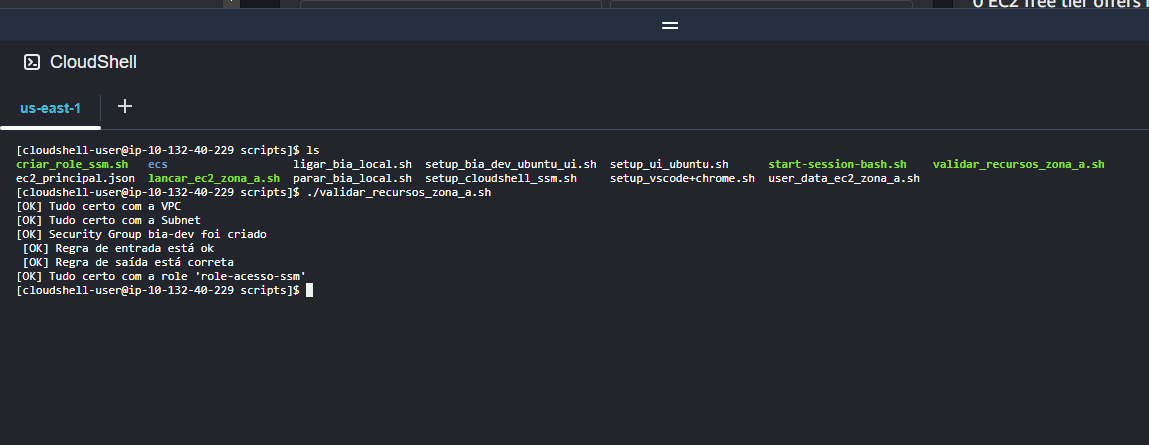 0 EC2 free tier offers
CloudShell
us-east-1 +
[cloudshell-user@ip-10-132-40-229 scripts]$ ls
criar_role_ssm.sh ecs ligar_bia_local.sh setup_bia_dev_ubuntu_ui.sh setup_ui_ubuntu.sh start-session-bash.sh validar_recursos_zona_a.sh
ec2_principal.json lancar_ec2_zona_a.sh parar_bia_local.sh setup_cloudshell_ssm.sh setup_vscode+chrome.sh user_data_ec2_zona_a.sh
[cloudshell-user@ip-10-132-40-229 scripts]$ ./validar_recursos_zona_a.sh
[OK] Tudo certo com a VPC
[OK] Tudo certo com a Subnet
[OK] Security Group bia-dev foi criado
[OK] Regra de entrada está ok
[OK] Regra de saída está correta
[OK] Tudo certo com a role 'role-acesso-ssm'
[cloudshell-user@ip-10-132-40-229 scripts]$